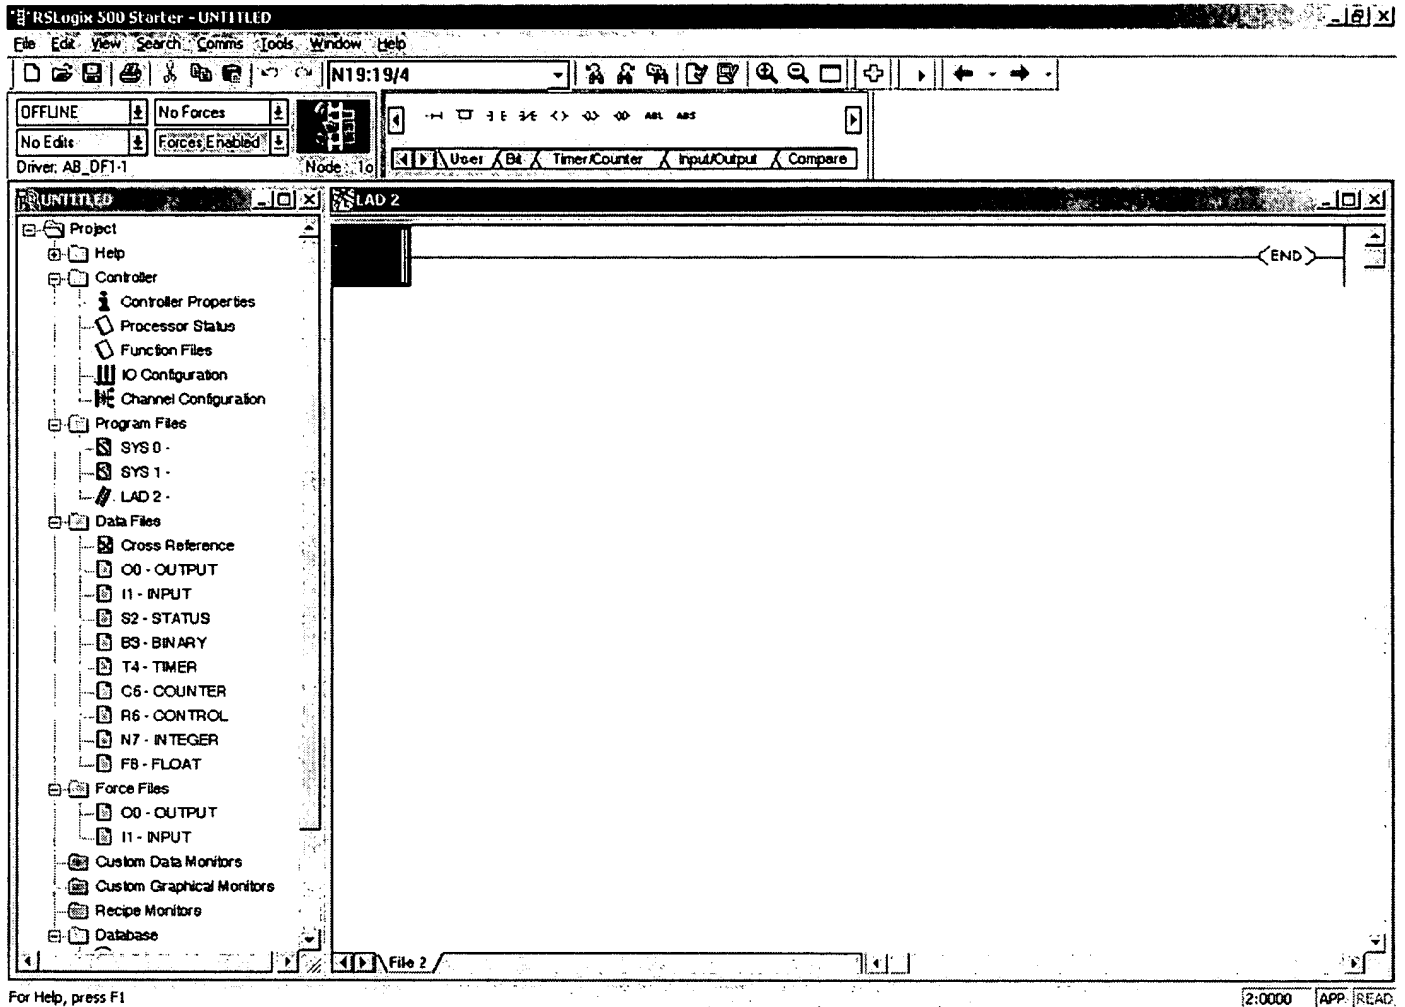 RSLogix 500 Starter - UNTITLED
File Edit View Search Comms Tools Window Help
N19:19/4
OFFLINE No Forces
No Edits Forces Enabled
Driver: AB_DF1-1 Node : 1o
ABL ABS
User Bit Timer/Counter Input/Output Compare
UNTITLED
Project
Help
Controller
Controller Properties
Processor Status
Function Files
IO Configuration
Channel Configuration
Program Files
SYS 0 -
SYS 1 -
LAD 2 -
Data Files
Cross Reference
O0 - OUTPUT
I1 - INPUT
S2 - STATUS
B3 - BINARY
T4 - TIMER
C5 - COUNTER
R6 - CONTROL
N7 - INTEGER
F8 - FLOAT
Force Files
O0 - OUTPUT
I1 - INPUT
Custom Data Monitors
Custom Graphical Monitors
Recipe Monitors
Database
LAD 2
END
File 2
For Help, press F1
2:0000 APP READ